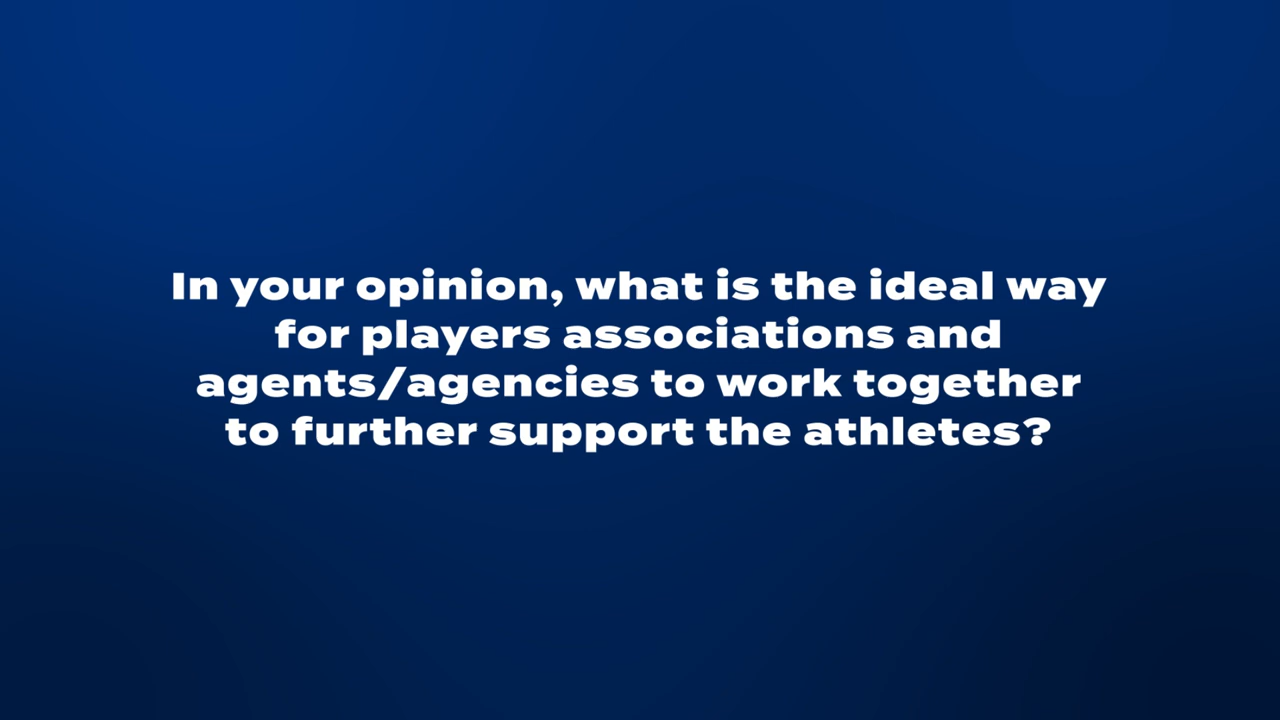 In your opinion, what is the ideal way
for players associations and
agents/agencies to work together
to further support the athletes?